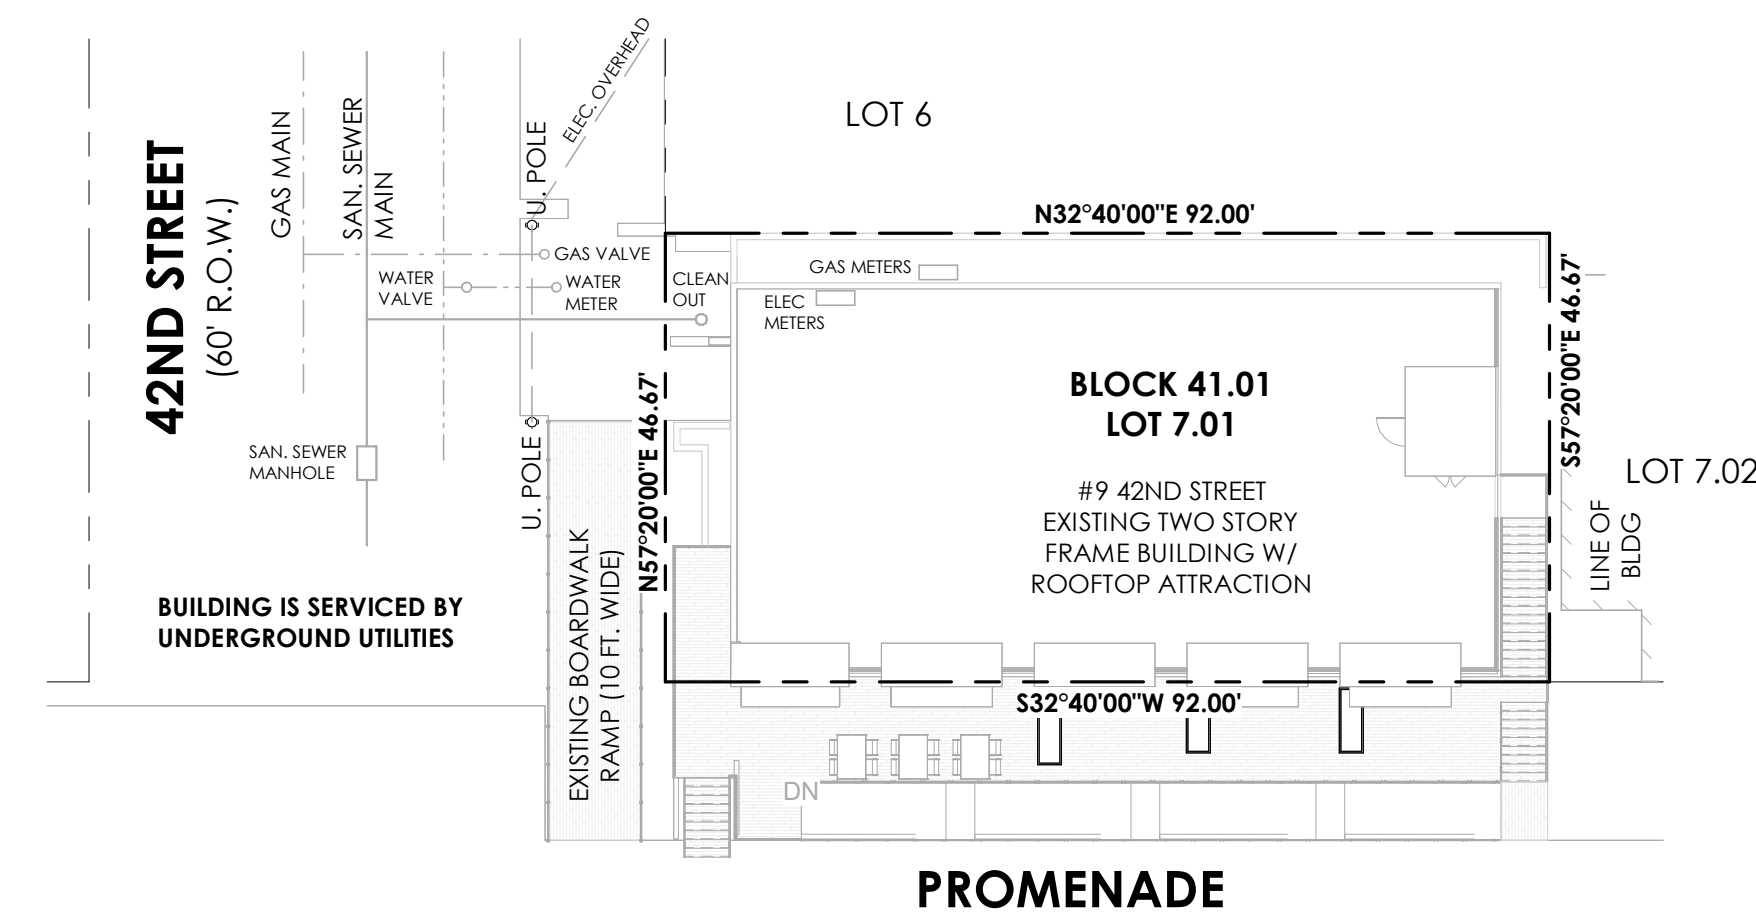 42ND STREET
(60' R.O.W.)
GAS MAIN
SAN. SEWER
MAIN
U. POLE
ELEC. OVERHEAD
LOT 6
N32°40'00"E 92.00'
GAS VALVE
WATER
VALVE
WATER
METER
CLEAN
OUT
GAS METERS
ELEC
METERS
BLOCK 41.01
LOT 7.01
#9 42ND STREET
EXISTING TWO STORY
FRAME BUILDING W/
ROOFTOP ATTRACTION
S57°20'00"E 46.67'
LOT 7.02
LINE OF
BLDG
SAN. SEWER
MANHOLE
U. POLE
N57°20'00"E 46.67'
EXISTING BOARDWALK
RAMP (10 FT. WIDE)
BUILDING IS SERVICED BY
UNDERGROUND UTILITIES
S32°40'00"W 92.00'
DN
PROMENADE